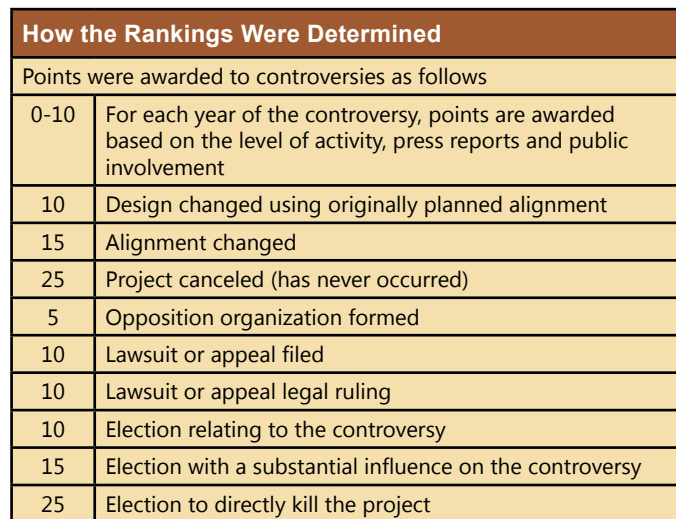 How the Rankings Were Determined
Points were awarded to controversies as follows
0-10 For each year of the controversy, points are awarded
based on the level of activity, press reports and public
involvement
10 Design changed using originally planned alignment
15 Alignment changed
25 Project canceled (has never occurred)
5 Opposition organization formed
10 Lawsuit or appeal filed
10 Lawsuit or appeal legal ruling
10 Election relating to the controversy
15 Election with a substantial influence on the controversy
25 Election to directly kill the project